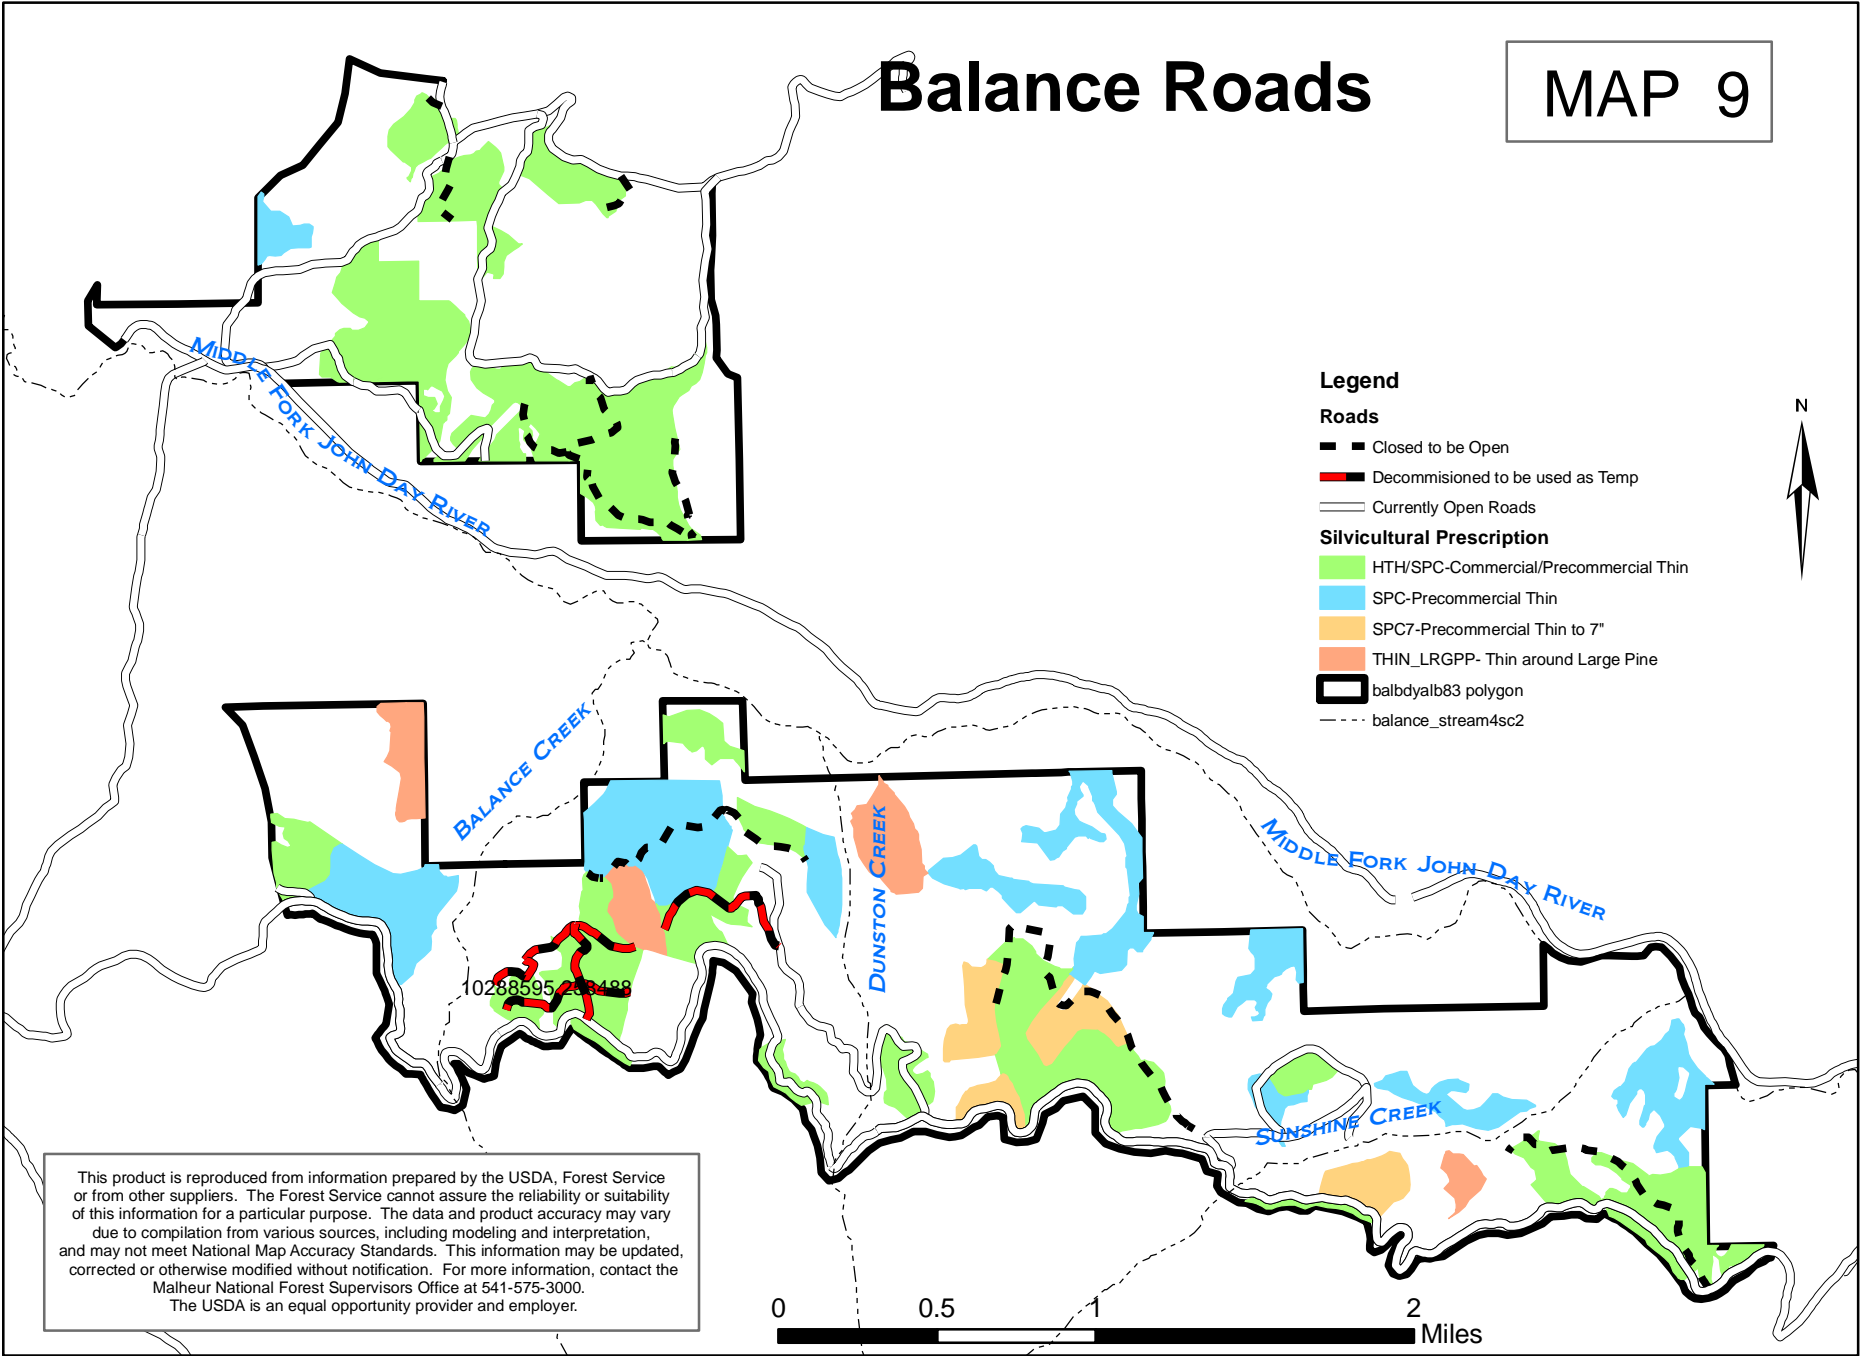 Balance Roads
MAP 9
MIDDLE FORK JOHN DAY RIVER
Legend
Roads
Closed to be Open
Decommisioned to be used as Temp
Currently Open Roads
Silvicultural Prescription
HTH/SPC-Commercial/Precommercial Thin
SPC-Precommercial Thin
SPC7-Precommercial Thin to 7"
THIN_LRGPP- Thin around Large Pine
balbdyalb83 polygon
balance_stream4sc2
N
BALANCE CREEK
DUNSTON CREEK
MIDDLE FORK JOHN DAY RIVER
SUNSHINE CREEK
This product is reproduced from information prepared by the USDA, Forest Service
or from other suppliers. The Forest Service cannot assure the reliability or suitability
of this information for a particular purpose. The data and product accuracy may vary
due to compilation from various sources, including modeling and interpretation,
and may not meet National Map Accuracy Standards. This information may be updated,
corrected or otherwise modified without notification. For more information, contact the
Malheur National Forest Supervisors Office at 541-575-3000.
The USDA is an equal opportunity provider and employer.
0 0.5 1 2
Miles